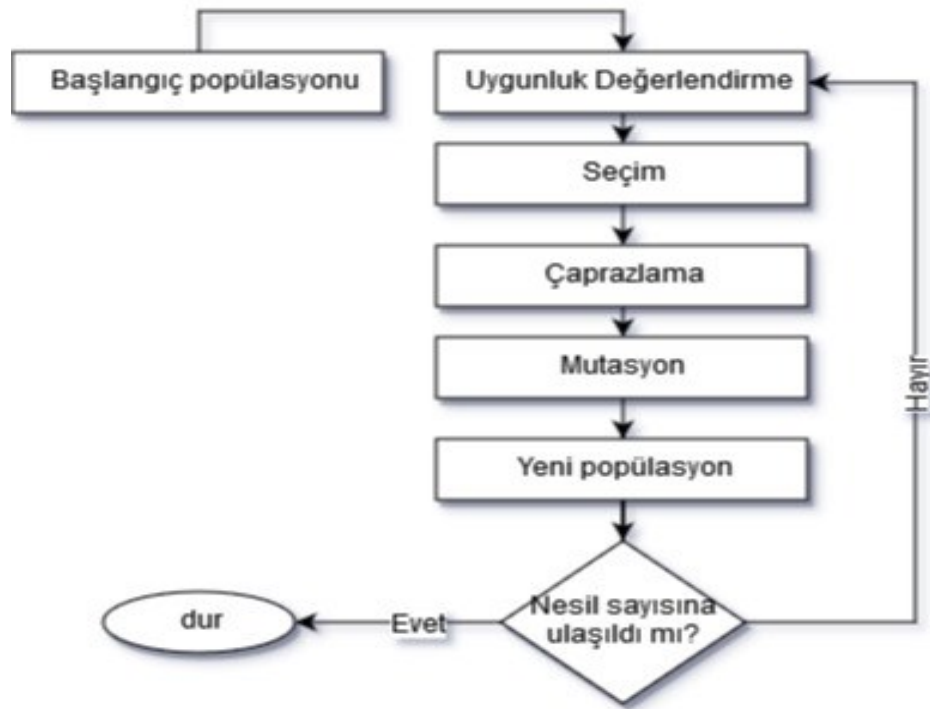 Başlangıç popülasyonu
Uygunluk Değerlendirme
Seçim
Çaprazlama
Mutasyon
Yeni popülasyon
Nesil sayısına
ulaşıldı mı?
Evet
dur
Hayır